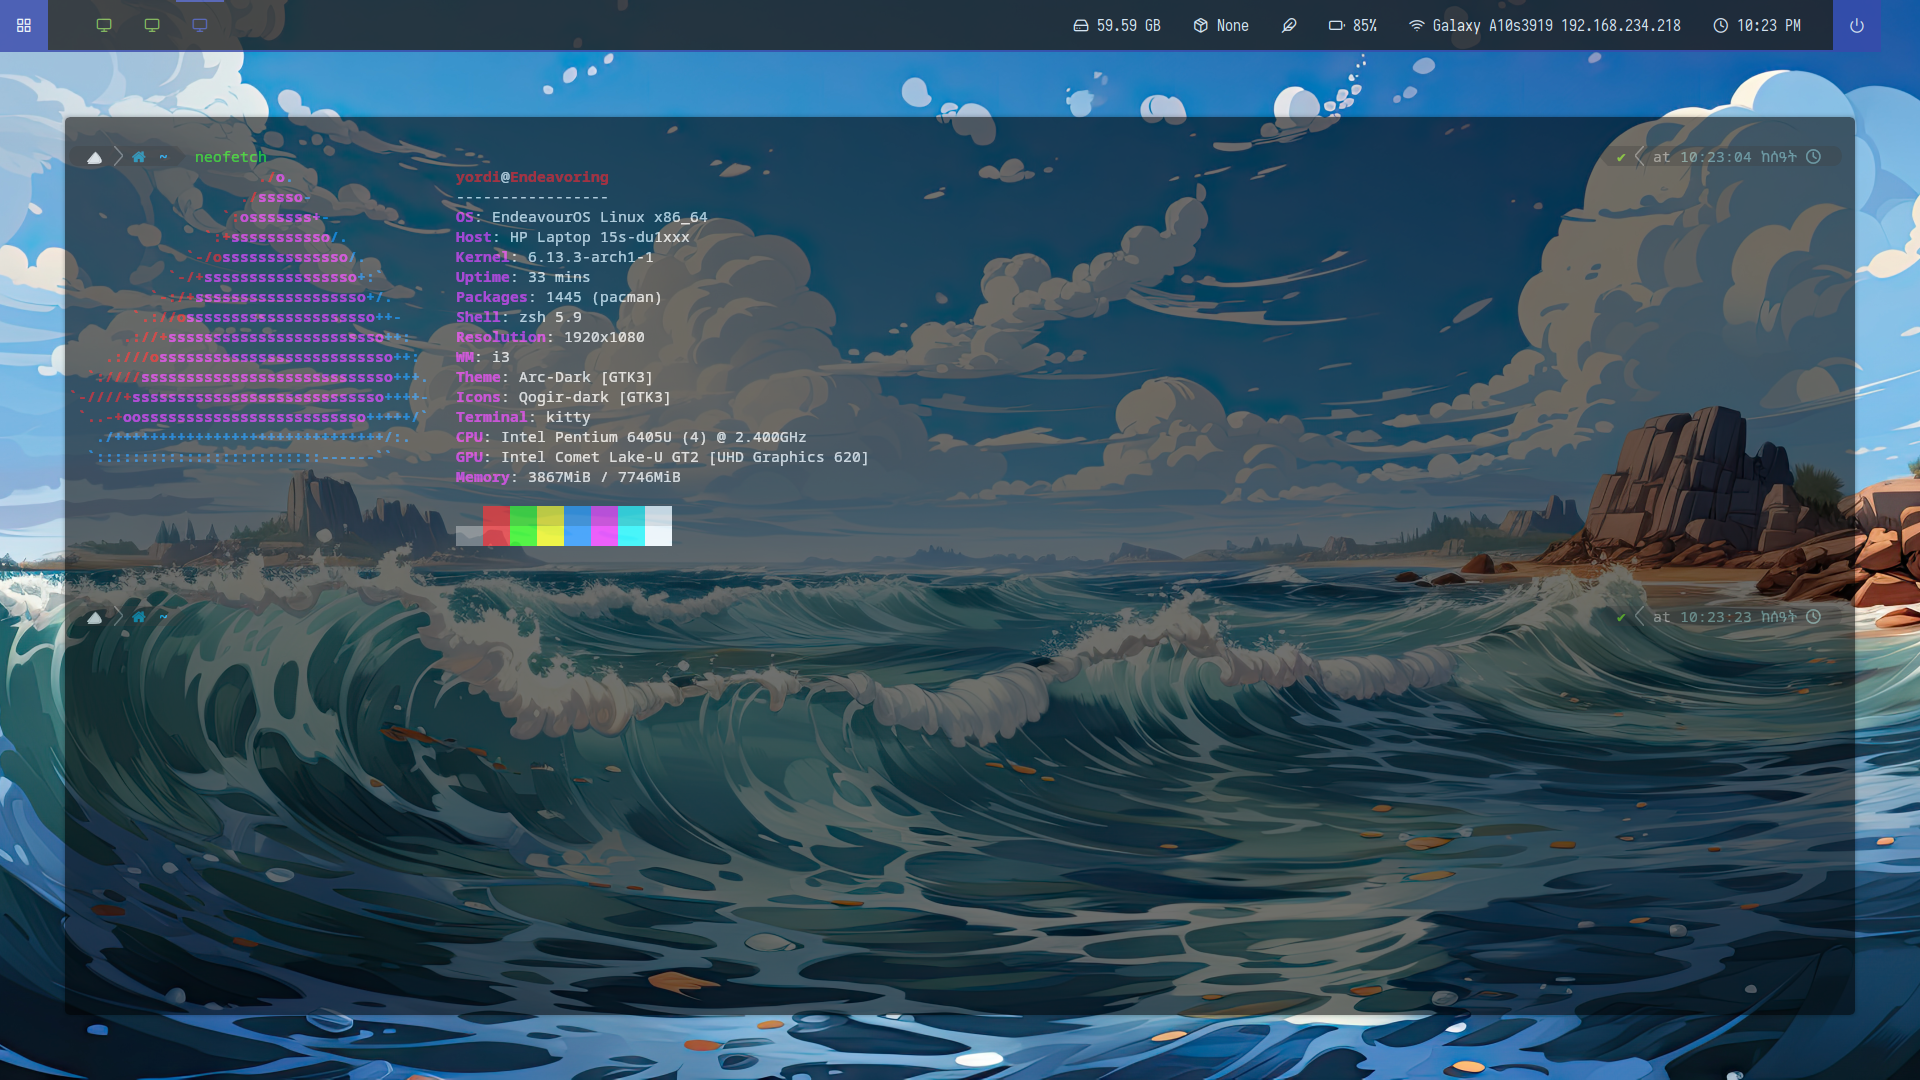 59.59 GB None 85% Galaxy A10s3919 192.168.234.218 10:23 PM
~ neofetch ✔ at 10:23:04 ከሰዓት
/o.
/sssso-
`:osssssss+-
`:+sssssssssso/.
`-/ossssssssssssso/.
`-/+sssssssssssssssso+:`
`-:/+sssssssssssssssssso+/.
`.://osssssssssssssssssssso++-
.://+ssssssssssssssssssssssso++:
.:///ossssssssssssssssssssssssso++:
`:////ssssssssssssssssssssssssssso+++.
`-////+ssssssssssssssssssssssssssso++++-
`..-+oosssssssssssssssssssssssso+++++/`
./++++++++++++++++++++++++++++++/:.
`:::::::::::::::::::::::::------``
yordi@Endeavoring
-----------------
OS: EndeavourOS Linux x86_64
Host: HP Laptop 15s-du1xxx
Kernel: 6.13.3-arch1-1
Uptime: 33 mins
Packages: 1445 (pacman)
Shell: zsh 5.9
Resolution: 1920x1080
WM: i3
Theme: Arc-Dark [GTK3]
Icons: Qogir-dark [GTK3]
Terminal: kitty
CPU: Intel Pentium 6405U (4) @ 2.400GHz
GPU: Intel Comet Lake-U GT2 [UHD Graphics 620]
Memory: 3867MiB / 7746MiB
~ ✔ at 10:23:23 ከሰዓት